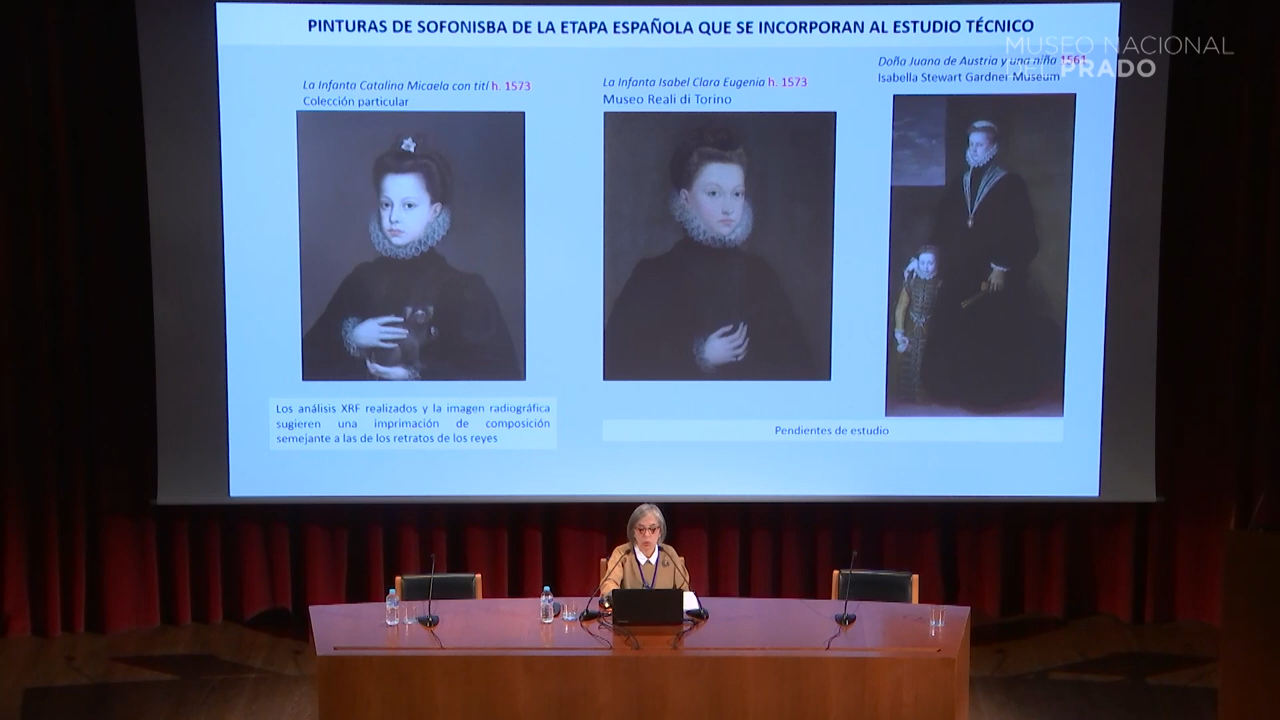 PINTURAS DE SOFONISBA DE LA ETAPA ESPAÑOLA QUE SE INCORPORAN AL ESTUDIO TÉCNICO
MUSEO NACIONAL
DEL PRADO
La Infanta Catalina Micaela con tití h. 1573
Colección particular
La Infanta Isabel Clara Eugenia h. 1573
Museo Reali di Torino
Doña Juana de Austria y una niña 1561
Isabella Stewart Gardner Museum
Los análisis XRF realizados y la imagen radiográfica
sugieren una imprimación de composición
semejante a las de los retratos de los reyes
Pendientes de estudio